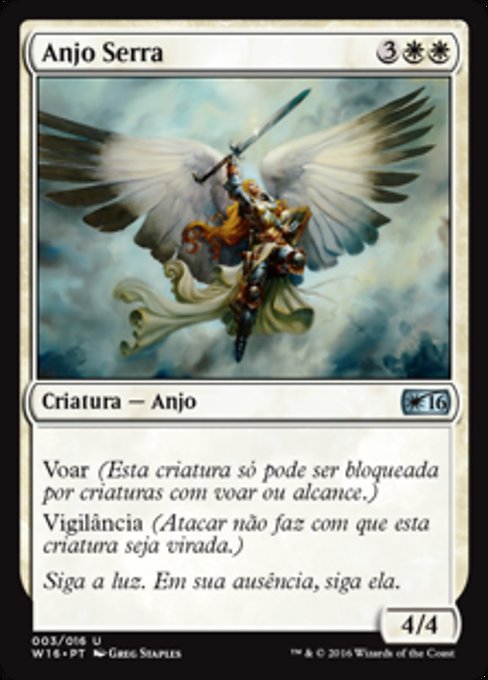 Anjo Serra 3
Criatura — Anjo 16
Voar (Esta criatura só pode ser bloqueada
por criaturas com voar ou alcance.)
Vigilância (Atacar não faz com que esta
criatura seja virada.)
Siga a luz. Em sua ausência, siga ela.
4/4
003/016 U
W16 • PT Greg Staples
™ & © 2016 Wizards of the Coast